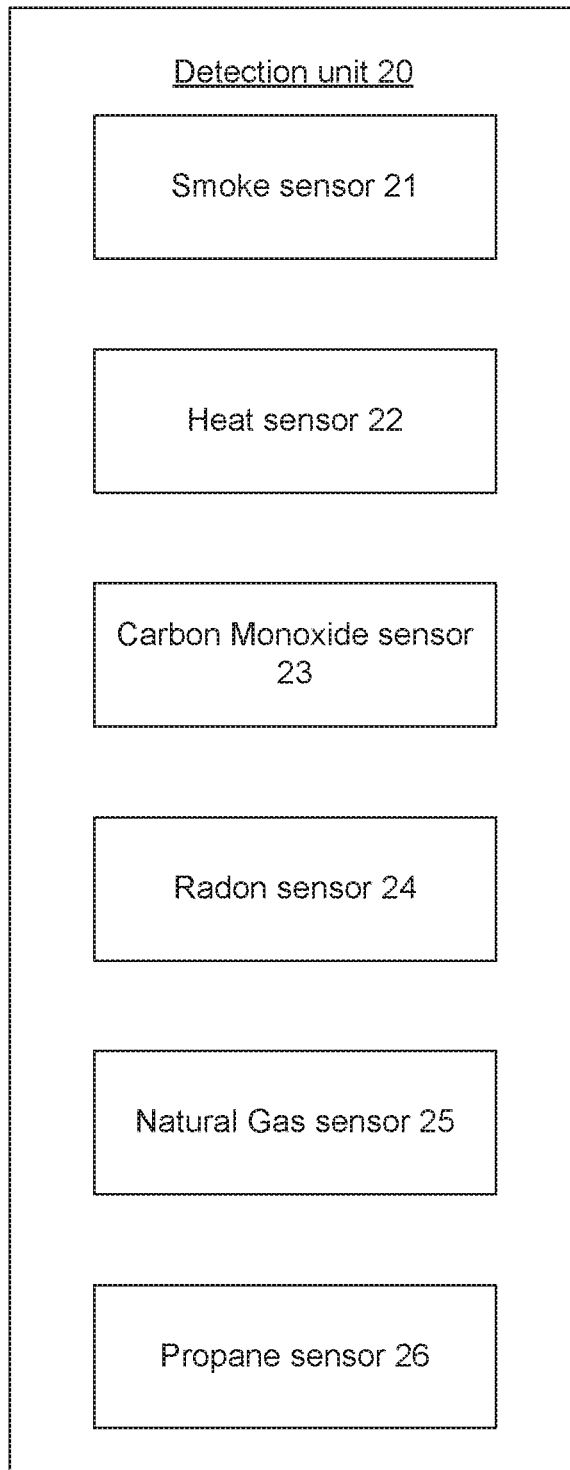 Detection unit 20
Smoke sensor 21
Heat sensor 22
Carbon Monoxide sensor
23
Radon sensor 24
Natural Gas sensor 25
Propane sensor 26